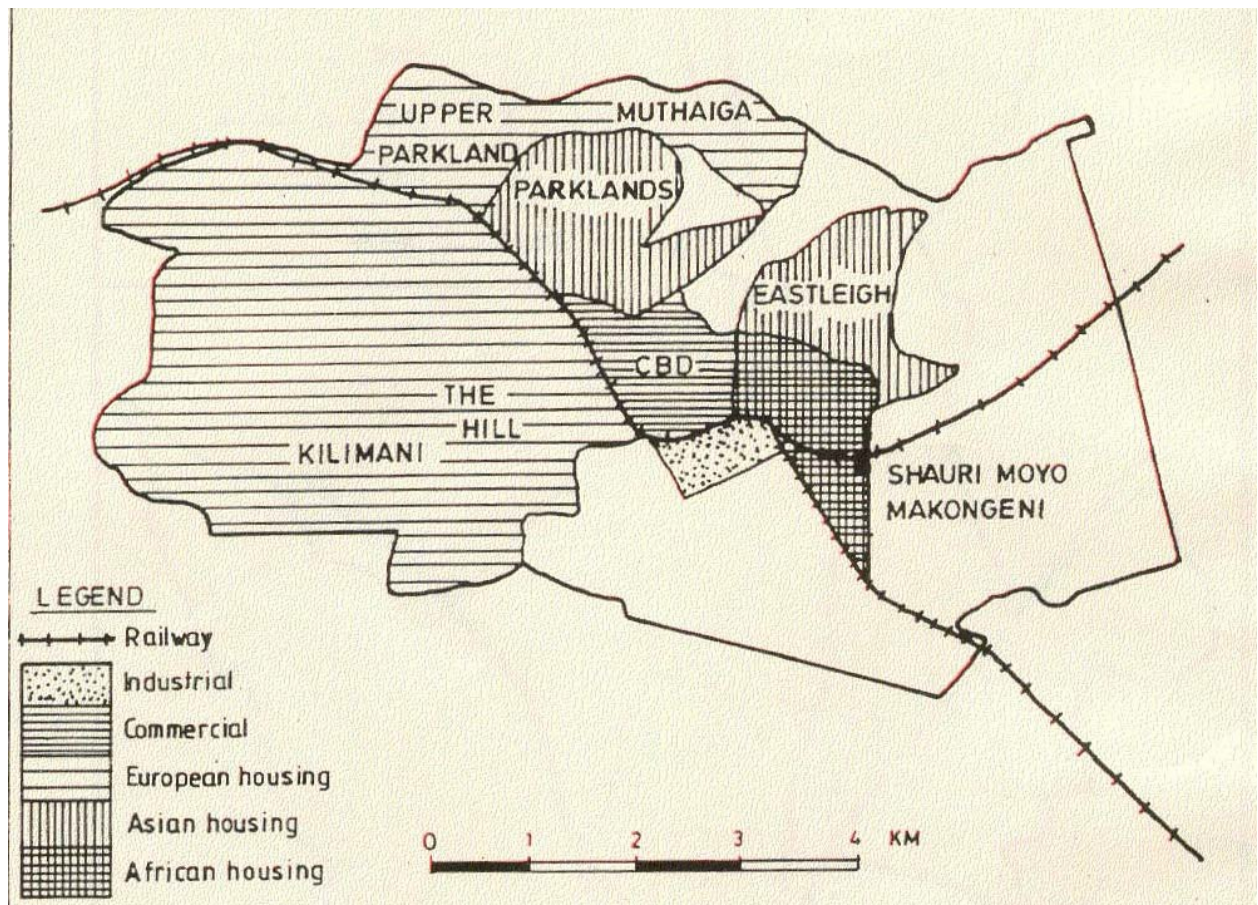 UPPER
PARKLAND
MUTHAIGA
PARKLANDS
EASTLEIGH
CBD
THE
HILL
KILIMANI
SHAURI MOYO
MAKONGENI
LEGEND
Railway
Industrial
Commercial
European housing
Asian housing
African housing
0 1 2 3 4 KM